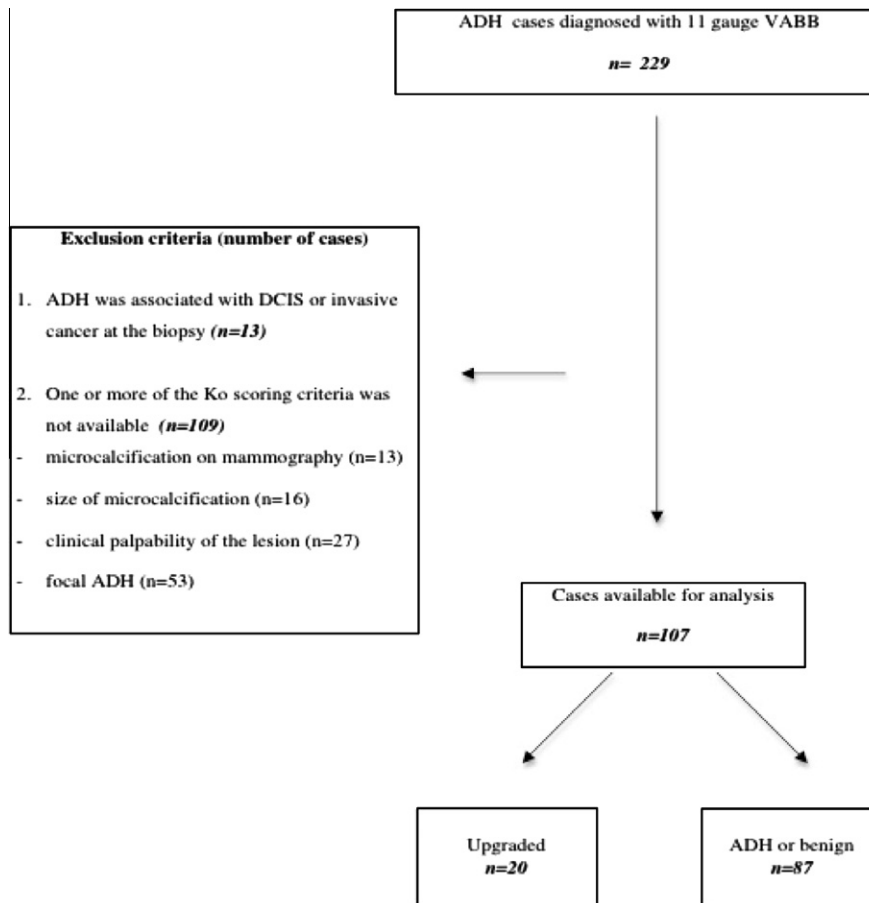 ADH cases diagnosed with 11 gauge VABB
n= 229
Exclusion criteria (number of cases)
1. ADH was associated with DCIS or invasive
cancer at the biopsy (n=13)
2. One or more of the Ko scoring criteria was
not available (n=109)
- microcalcification on mammography (n=13)
- size of microcalcification (n=16)
- clinical palpability of the lesion (n=27)
- focal ADH (n=53)
Cases available for analysis
n=107
Upgraded
n=20
ADH or benign
n=87